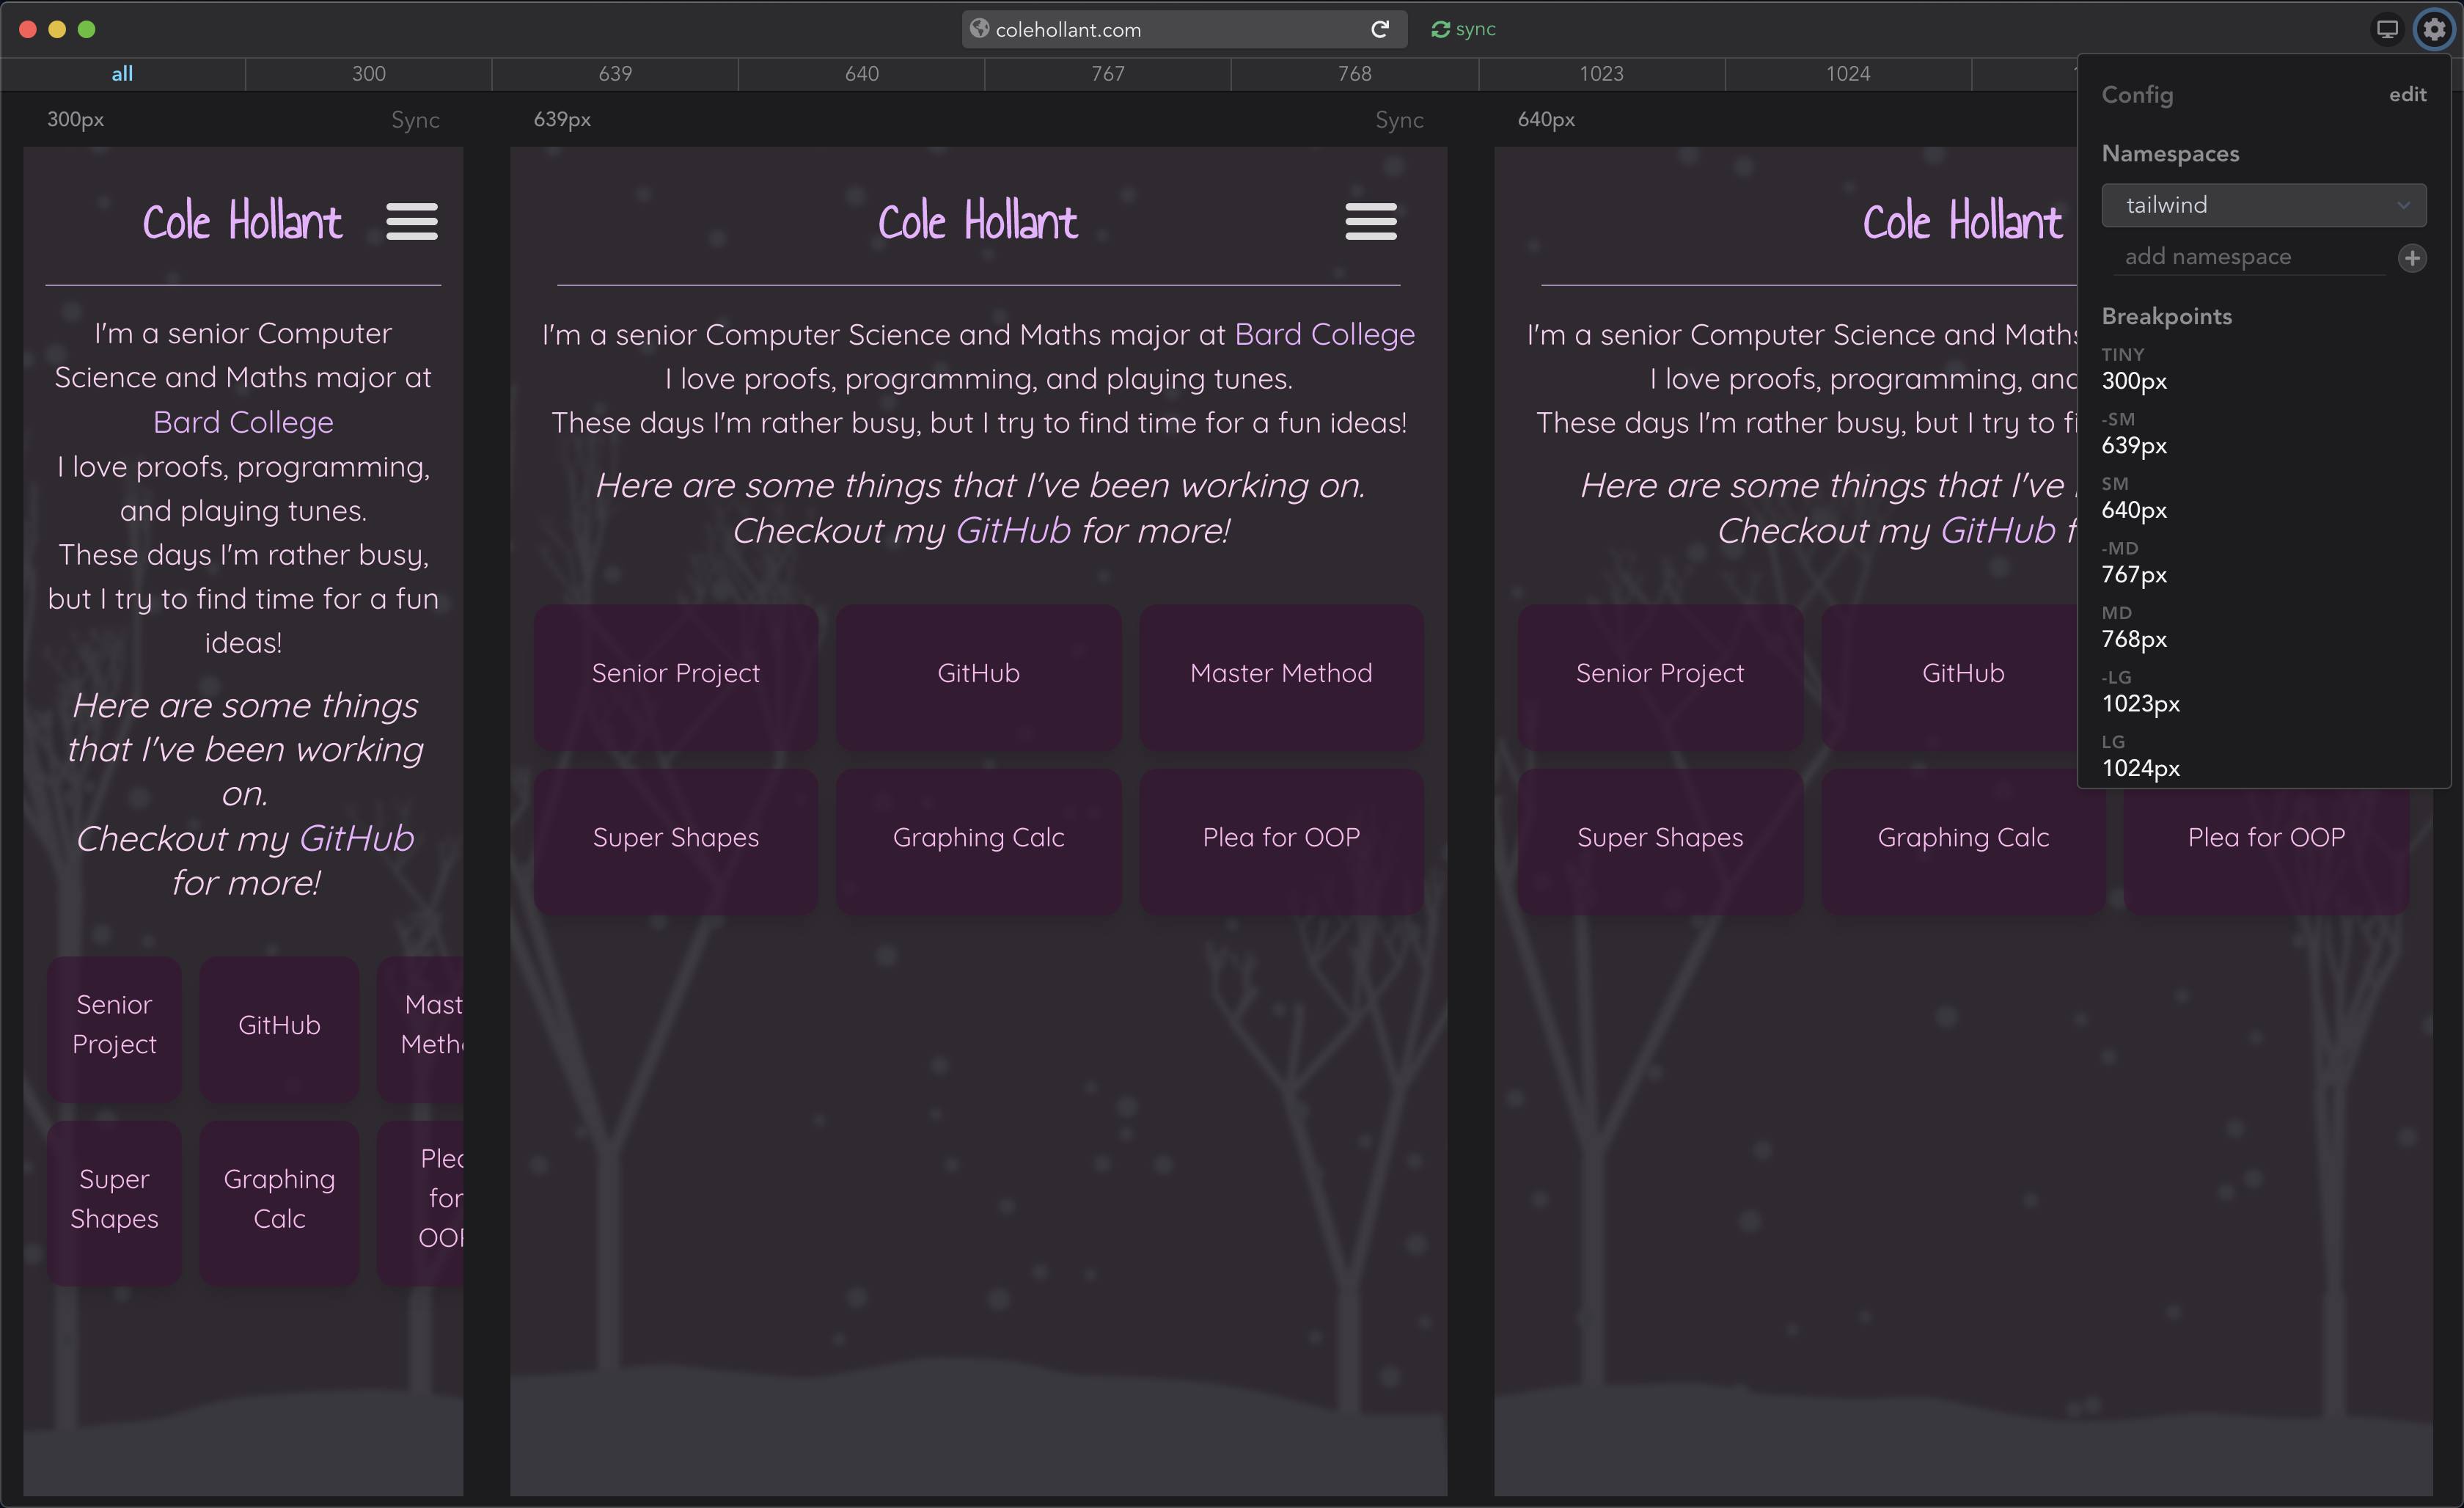 colehollant.com
sync
all
300
639
640
767
768
1023
1024
Config
edit
Namespaces
tailwind
add namespace
Breakpoints
TINY
300px
-SM
639px
SM
640px
-MD
767px
MD
768px
-LG
1023px
LG
1024px
300px
Sync
Cole Hollant
I'm a senior Computer
Science and Maths major at
Bard College
I love proofs, programming,
and playing tunes.
These days I'm rather busy,
but I try to find time for a fun
ideas!
Here are some things
that I've been working
on.
Checkout my GitHub
for more!
Senior
Project
GitHub
Mast
Meth
Super
Shapes
Graphing
Calc
Plea
for
OOP
639px
Sync
Cole Hollant
I'm a senior Computer Science and Maths major at Bard College
I love proofs, programming, and playing tunes.
These days I'm rather busy, but I try to find time for a fun ideas!
Here are some things that I've been working on.
Checkout my GitHub for more!
Senior Project
GitHub
Master Method
Super Shapes
Graphing Calc
Plea for OOP
640px
Cole Hollant
I'm a senior Computer Science and Maths
I love proofs, programming, and
These days I'm rather busy, but I try to fi
Here are some things that I've
Checkout my GitHub f
Senior Project
GitHub
Super Shapes
Graphing Calc
Plea for OOP